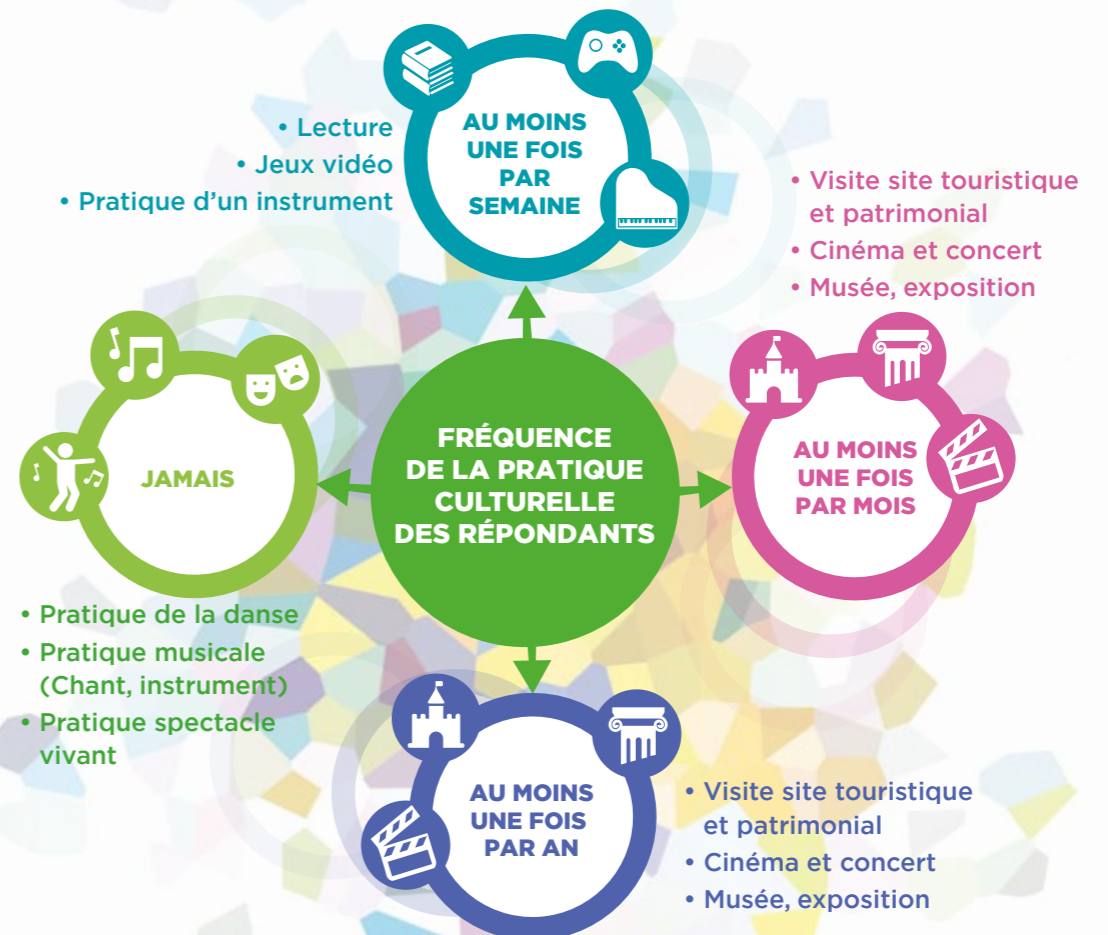 • Lecture
• Jeux vidéo
• Pratique d'un instrument
AU MOINS
UNE FOIS
PAR
SEMAINE
• Visite site touristique
et patrimonial
• Cinéma et concert
• Musée, exposition
AU MOINS
UNE FOIS
PAR MOIS
FRÉQUENCE
DE LA PRATIQUE
CULTURELLE
DES RÉPONDANTS
JAMAIS
• Pratique de la danse
• Pratique musicale
(Chant, instrument)
• Pratique spectacle
vivant
AU MOINS
UNE FOIS
PAR AN
• Visite site touristique
et patrimonial
• Cinéma et concert
• Musée, exposition